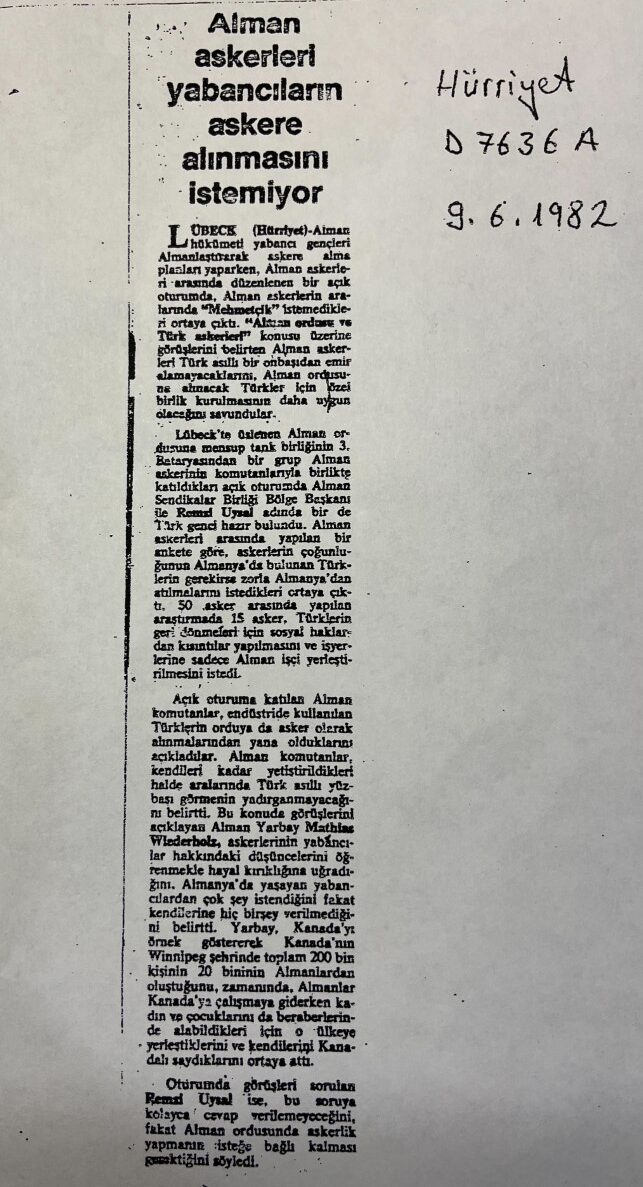 Alman
askerleri
yabancıların
askere
alınmasını
istemiyor
LÜBECK (Hürriyet)-Alman
hükûmeti yabancı gençleri
Almanlaştırarak askere alma
planları yaparken, Alman askerle-
ri arasında düzenlenen bir açık
oturumda, Alman askerlerin ara-
larında “Mehmetçik” istemedikle-
ri ortaya çıktı. “Alman ordusu ve
Türk askerleri” konusu üzerine
görüşlerini belirten Alman asker-
leri Türk asıllı bir onbaşıdan emir
alamayacaklarını, Alman ordusu-
na alınacak Türkler için özel
birlik kurulmasının daha uygun
olacağını savundular.
Lübeck'te üslenen Alman or-
dusuna mensup tank birliğinin 3.
Bataryasından bir grup Alman
askerinin komutanlarıyla birlikte
katıldıkları açık oturumda Alman
Sendikalar Birliği Bölge Başkanı
ile Remzi Uysal adında bir de
Türk genci hazır bulundu. Alman
askerleri arasında yapılan bir
ankete göre, askerlerin çoğunlu-
ğunun Almanya'da bulunan Türk-
lerin gerekirse zorla Almanya'dan
atılmalarını istedikleri ortaya çık-
tı. 50 asker arasında yapılan
araştırmada 15 asker, Türklerin
geri dönmeleri için sosyal haklar-
dan kısıntılar yapılmasını ve işyer-
lerine sadece Alman işçi yerleşti-
rilmesini istedi.
Açık oturuma katılan Alman
komutanlar, endüstride kullanılan
Türklerin orduya da asker olarak
alınmalarından yana olduklarını
açıkladılar. Alman komutanlar,
kendileri kadar yetiştirildikleri
halde aralarında Türk asıllı yüz-
başı görmenin yadırganmayacağı-
nı belirtti. Bu konuda görüşlerini
açıklayan Alman Yarbay Mathias
Wiederholz, askerlerinin yabancı-
lar hakkındaki düşüncelerini öğ-
renmekle hayal kırıklığına uğradı-
ğını, Almanya'da yaşayan yaban-
cılardan çok şey istendiğini fakat
kendilerine hiç birşey verilmediği-
ni belirtti. Yarbay, Kanada'yı
örnek göstererek Kanada'nın
Winnipeg şehrinde toplam 200 bin
kişinin 20 bininin Almanlardan
oluştuğunu, zamanında, Almanlar
Kanada'ya çalışmaya giderken ka-
dın ve çocuklarını da beraberlerin-
de alabildikleri için o ülkeye
yerleştiklerini ve kendilerini Kana-
dalı saydıklarını ortaya attı.
Oturumda görüşleri sorulan
Remzi Uysal ise, bu soruya
kolayca cevap verilemeyeceğini,
fakat Alman ordusunda askerlik
yapmanın isteğe bağlı kalması
gerektiğini söyledi.
Hürriyet
D 7636 A
9.6.1982